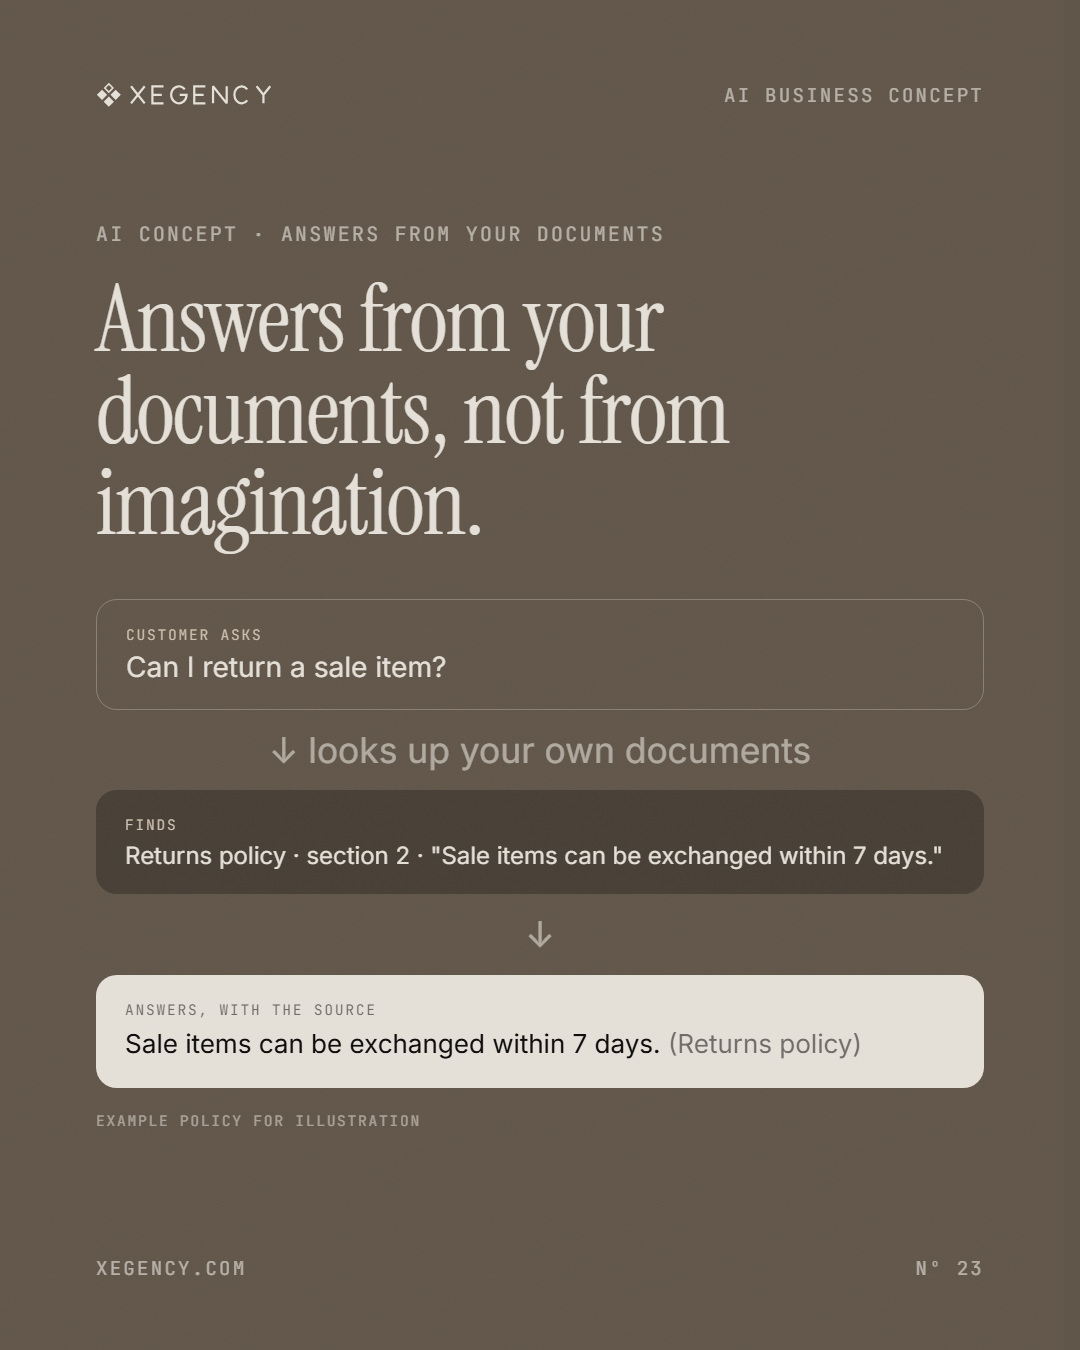 XEGENCY
AI BUSINESS CONCEPT
AI CONCEPT · ANSWERS FROM YOUR DOCUMENTS
Answers from your
documents, not from
imagination.
CUSTOMER ASKS
Can I return a sale item?
↓ looks up your own documents
FINDS
Returns policy · section 2 · "Sale items can be exchanged within 7 days."
↓
ANSWERS, WITH THE SOURCE
Sale items can be exchanged within 7 days. (Returns policy)
EXAMPLE POLICY FOR ILLUSTRATION
XEGENCY.COM
N° 23